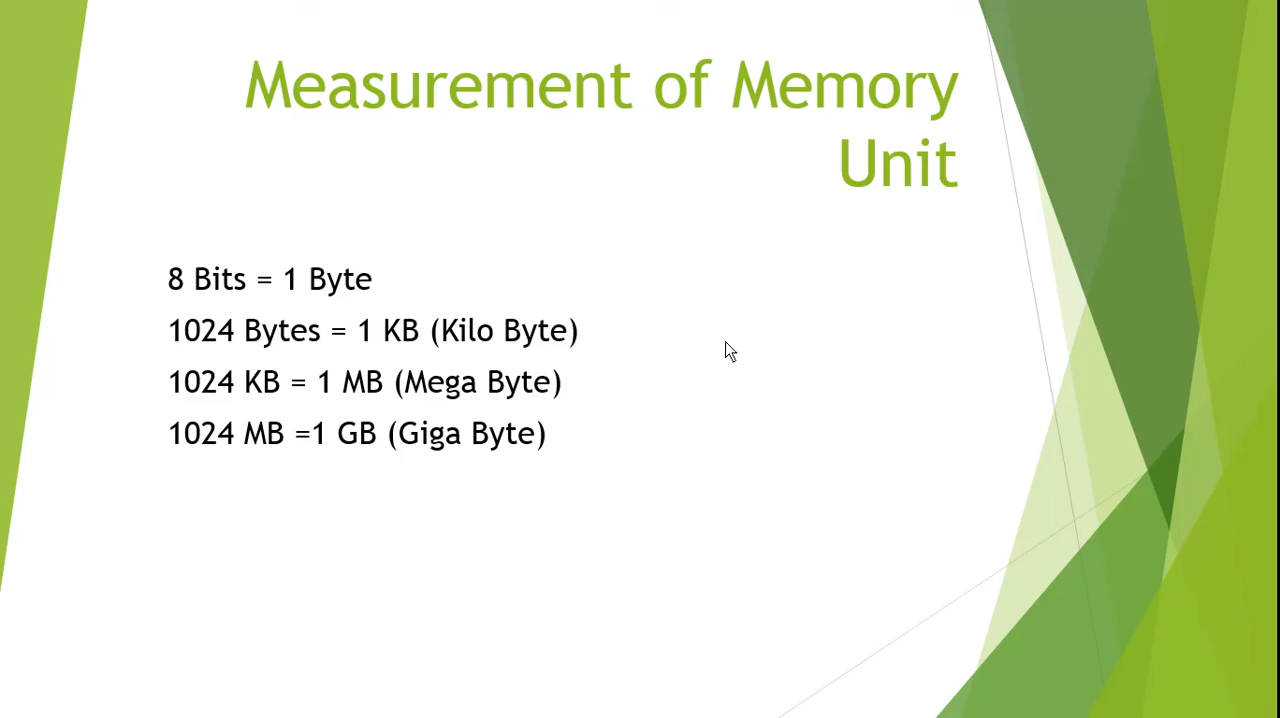 Measurement of Memory
Unit
8 Bits = 1 Byte
1024 Bytes = 1 KB (Kilo Byte)
1024 KB = 1 MB (Mega Byte)
1024 MB =1 GB (Giga Byte)